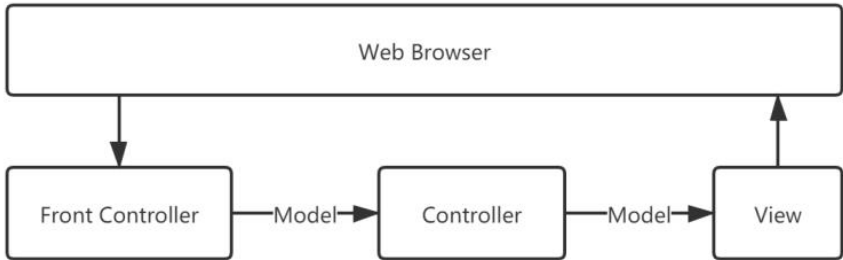 Web Browser
Front Controller
Model
Controller
Model
View